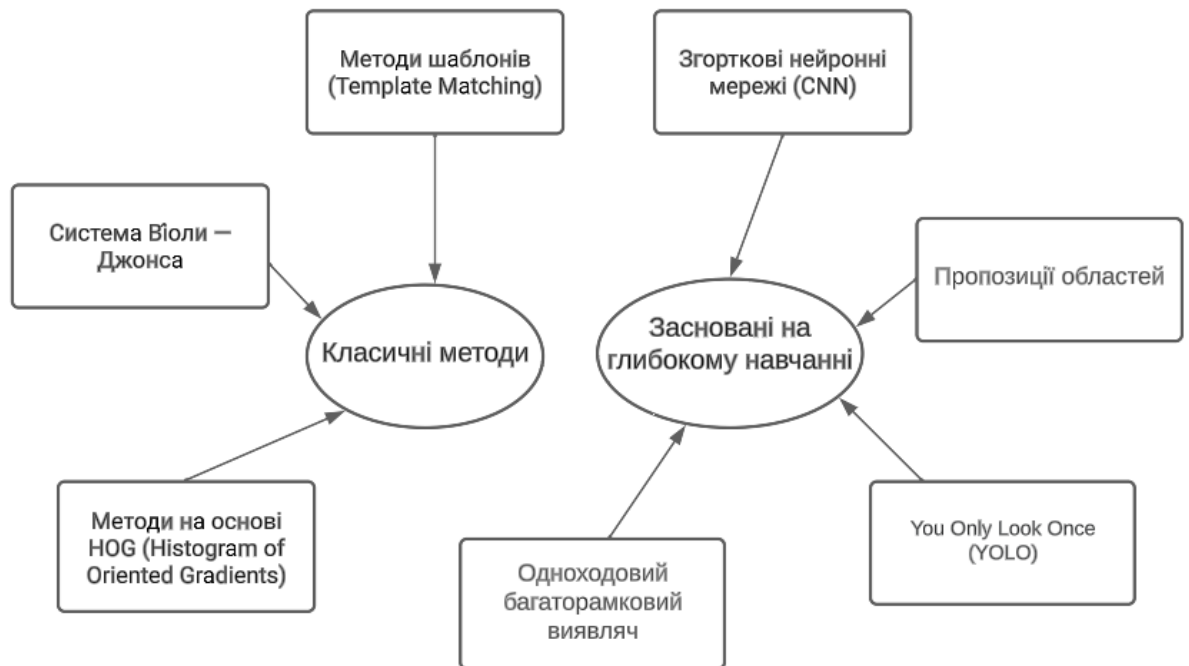 Методи шаблонів
(Template Matching)
Згорткові нейронні
мережі (CNN)
Система Віоли —
Джонса
Пропозиції областей
Класичні методи
Засновані на
глибокому навчанні
Методи на основі
HOG (Histogram of
Oriented Gradients)
Одноходовий
багаторамковий
виявляч
You Only Look Once
(YOLO)